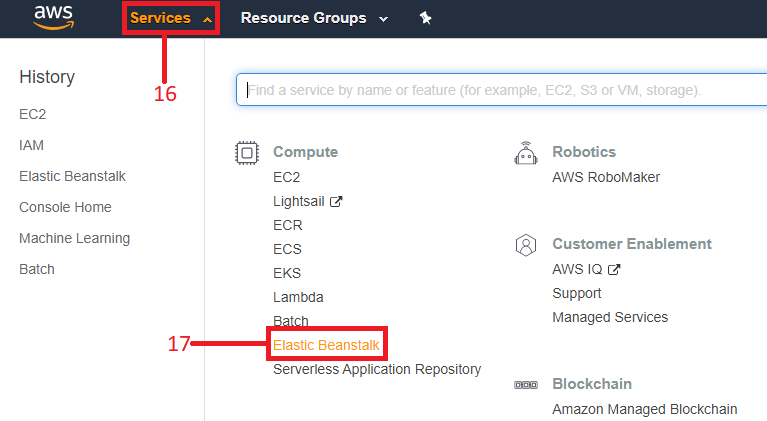 aws
Services
Resource Groups
16
History
EC2
IAM
Elastic Beanstalk
Console Home
Machine Learning
Batch
Find a service by name or feature (for example, EC2, S3 or VM, storage).
Compute
EC2
Lightsail
ECR
ECS
EKS
Lambda
Batch
17
Elastic Beanstalk
Serverless Application Repository
Robotics
AWS RoboMaker
Customer Enablement
AWS IQ
Support
Managed Services
Blockchain
Amazon Managed Blockchain